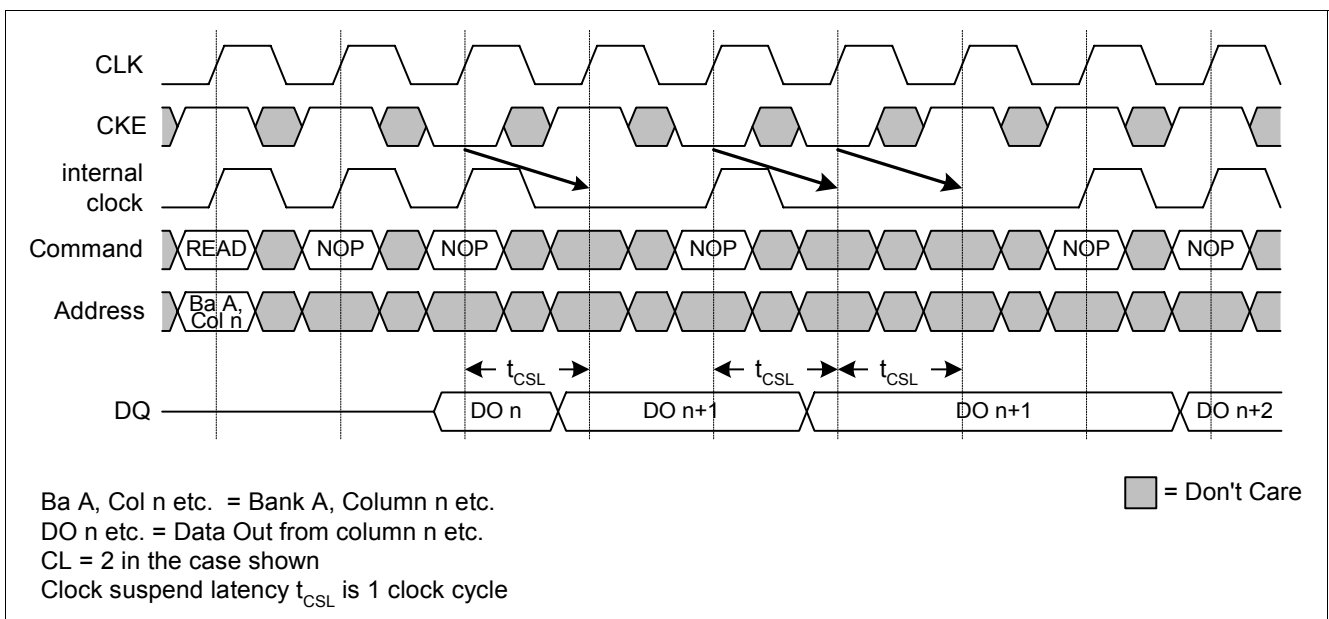 CLK
CKE
internal
clock
Command READ NOP NOP NOP NOP NOP
Address Ba A,
Col n
tCSL tCSL tCSL
DQ DO n DO n+1 DO n+1 DO n+2
Ba A, Col n etc. = Bank A, Column n etc.
= Don't Care
DO n etc. = Data Out from column n etc.
CL = 2 in the case shown
Clock suspend latency tCSL is 1 clock cycle